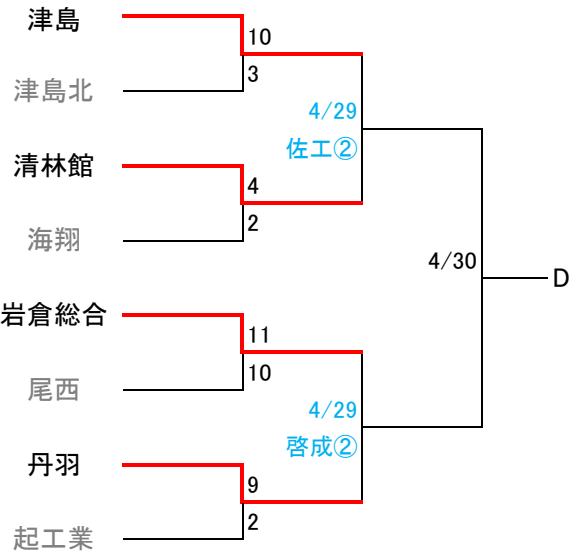 津島
10
津島北
3
4/29
佐工②
清林館
4
海翔
2
4/30
D
岩倉総合
11
尾西
10
4/29
啓成②
丹羽
9
起工業
2